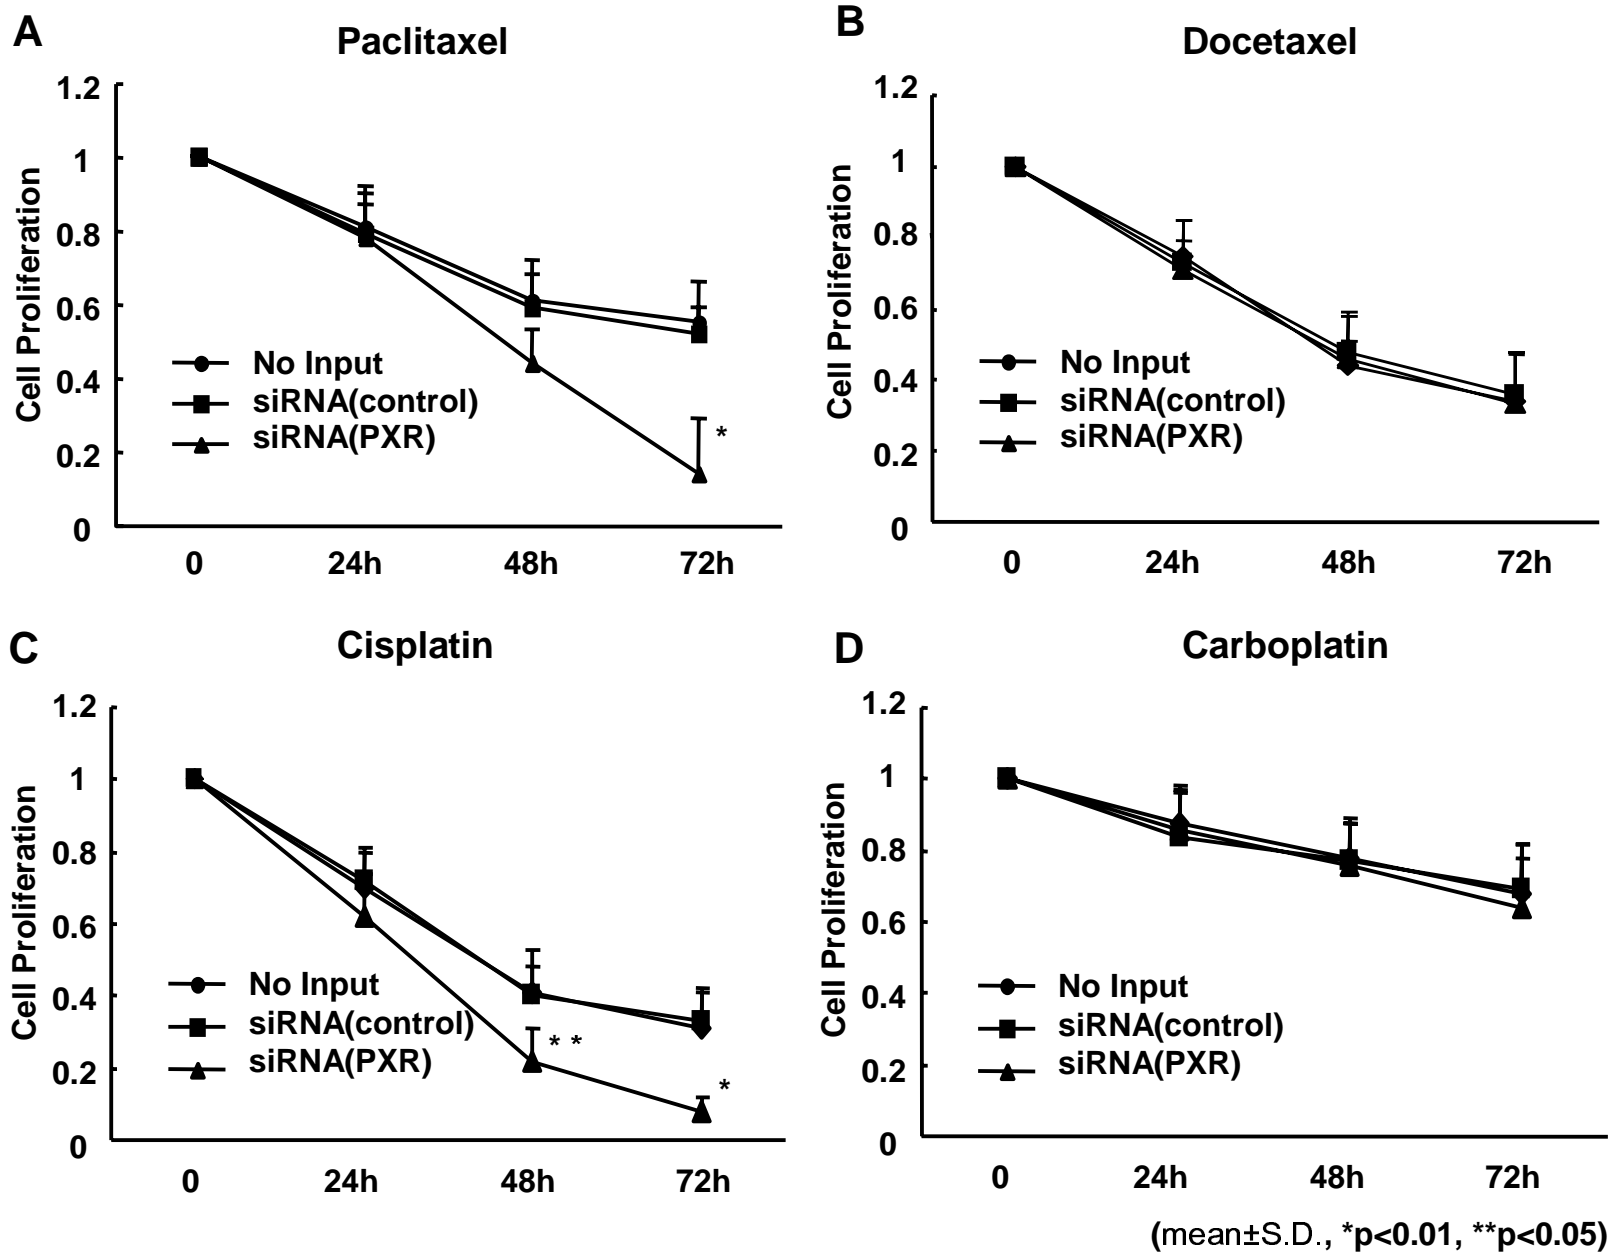 A
Paclitaxel
1.2
1
0.8
0.6
0.4
0.2
0
Cell Proliferation
No Input
siRNA(control)
siRNA(PXR)
*
0 24h 48h 72h
B
Docetaxel
1.2
1
0.8
0.6
0.4
0.2
0
Cell Proliferation
No Input
siRNA(control)
siRNA(PXR)
0 24h 48h 72h
C
Cisplatin
1.2
1
0.8
0.6
0.4
0.2
0
Cell Proliferation
No Input
siRNA(control)
siRNA(PXR)
* *
*
0 24h 48h 72h
D
Carboplatin
1.2
1
0.8
0.6
0.4
0.2
0
Cell Proliferation
No Input
siRNA(control)
siRNA(PXR)
0 24h 48h 72h
(mean±S.D., *p<0.01, **p<0.05)